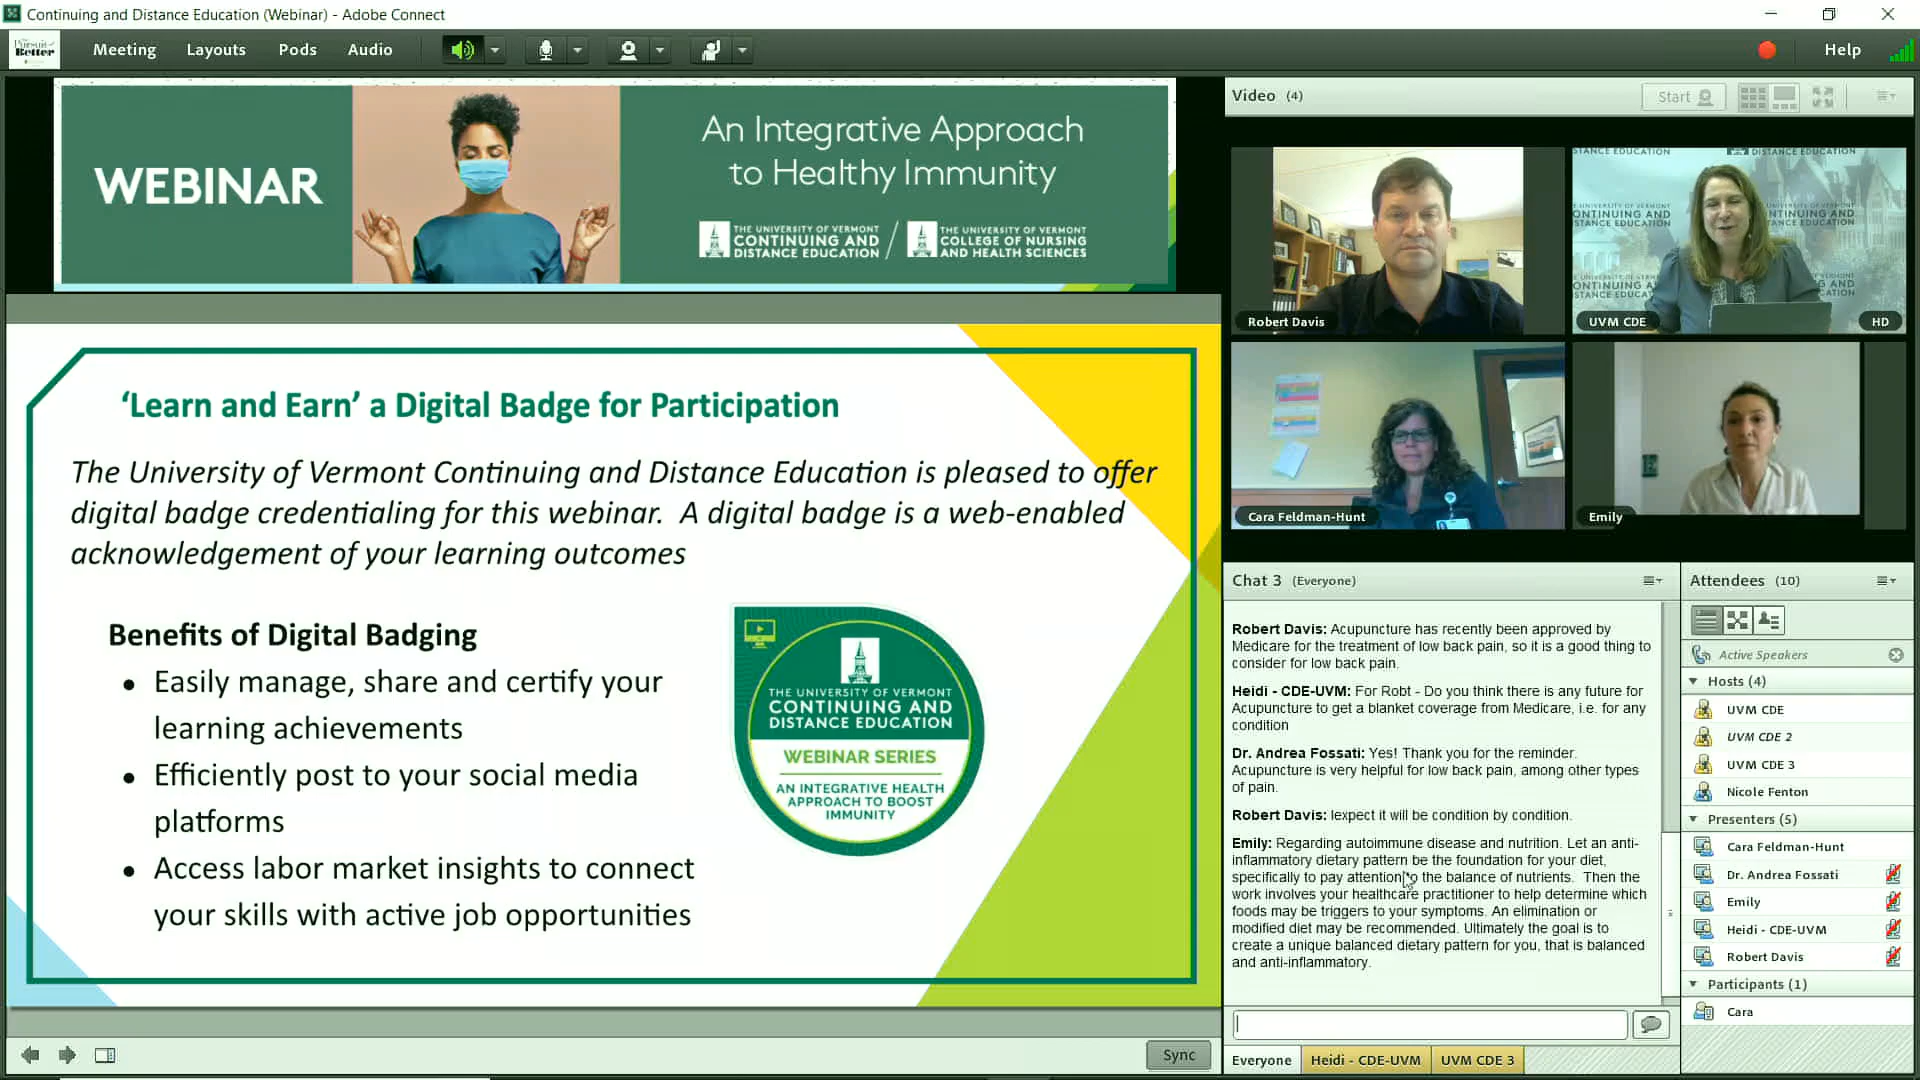 Continuing and Distance Education (Webinar) - Adobe Connect
Pursuit of
Better
Meeting
Layouts
Pods
Audio
Help
WEBINAR
An Integrative Approach
to Healthy Immunity
THE UNIVERSITY OF VERMONT
CONTINUING AND
DISTANCE EDUCATION
THE UNIVERSITY OF VERMONT
COLLEGE OF NURSING
AND HEALTH SCIENCES
‘Learn and Earn’ a Digital Badge for Participation
The University of Vermont Continuing and Distance Education is pleased to offer
digital badge credentialing for this webinar. A digital badge is a web-enabled
acknowledgement of your learning outcomes
Benefits of Digital Badging
• Easily manage, share and certify your
learning achievements
• Efficiently post to your social media
platforms
• Access labor market insights to connect
your skills with active job opportunities
THE UNIVERSITY OF VERMONT
CONTINUING AND
DISTANCE EDUCATION
WEBINAR SERIES
AN INTEGRATIVE HEALTH
APPROACH TO BOOST
IMMUNITY
Sync
Video (4)
Start
Robert Davis
UVM CDE
HD
Cara Feldman-Hunt
Emily
Chat 3 (Everyone)
Robert Davis: Acupuncture has recently been approved by
Medicare for the treatment of low back pain, so it is a good thing to
consider for low back pain.
Heidi - CDE-UVM: For Robt - Do you think there is any future for
Acupuncture to get a blanket coverage from Medicare, i.e. for any
condition
Dr. Andrea Fossati: Yes! Thank you for the reminder.
Acupuncture is very helpful for low back pain, among other types
of pain.
Robert Davis: Iexpect it will be condition by condition.
Emily: Regarding autoimmune disease and nutrition. Let an anti-
inflammatory dietary pattern be the foundation for your diet,
specifically to pay attention to the balance of nutrients. Then the
work involves your healthcare practitioner to help determine which
foods may be triggers to your symptoms. An elimination or
modified diet may be recommended. Ultimately the goal is to
create a unique balanced dietary pattern for you, that is balanced
and anti-inflammatory.
Everyone
Heidi - CDE-UVM
UVM CDE 3
Attendees (10)
Active Speakers
Hosts (4)
UVM CDE
UVM CDE 2
UVM CDE 3
Nicole Fenton
Presenters (5)
Cara Feldman-Hunt
Dr. Andrea Fossati
Emily
Heidi - CDE-UVM
Robert Davis
Participants (1)
Cara